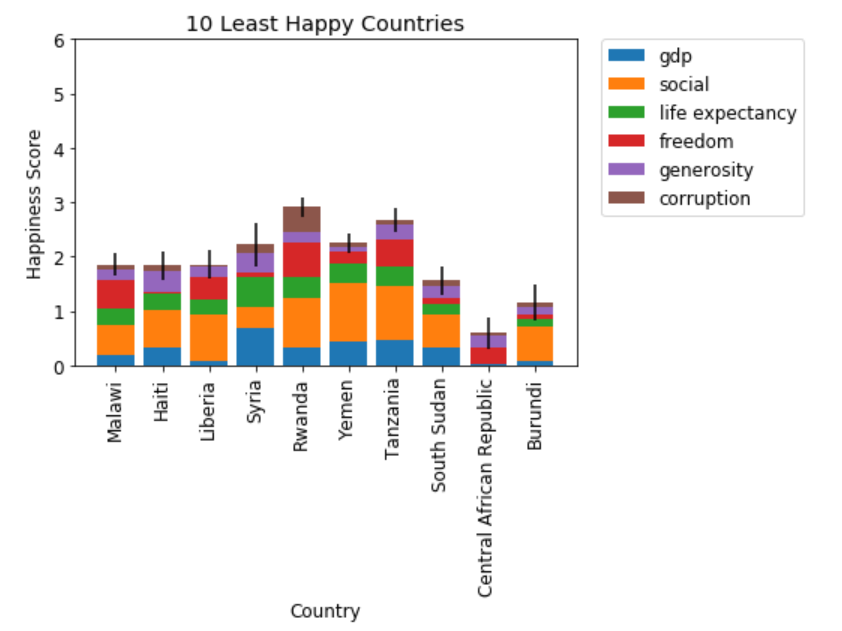 10 Least Happy Countries
Happiness Score
6
5
4
3
2
1
0
Malawi
Haiti
Liberia
Syria
Rwanda
Yemen
Tanzania
South Sudan
Central African Republic
Burundi
Country
gdp
social
life expectancy
freedom
generosity
corruption